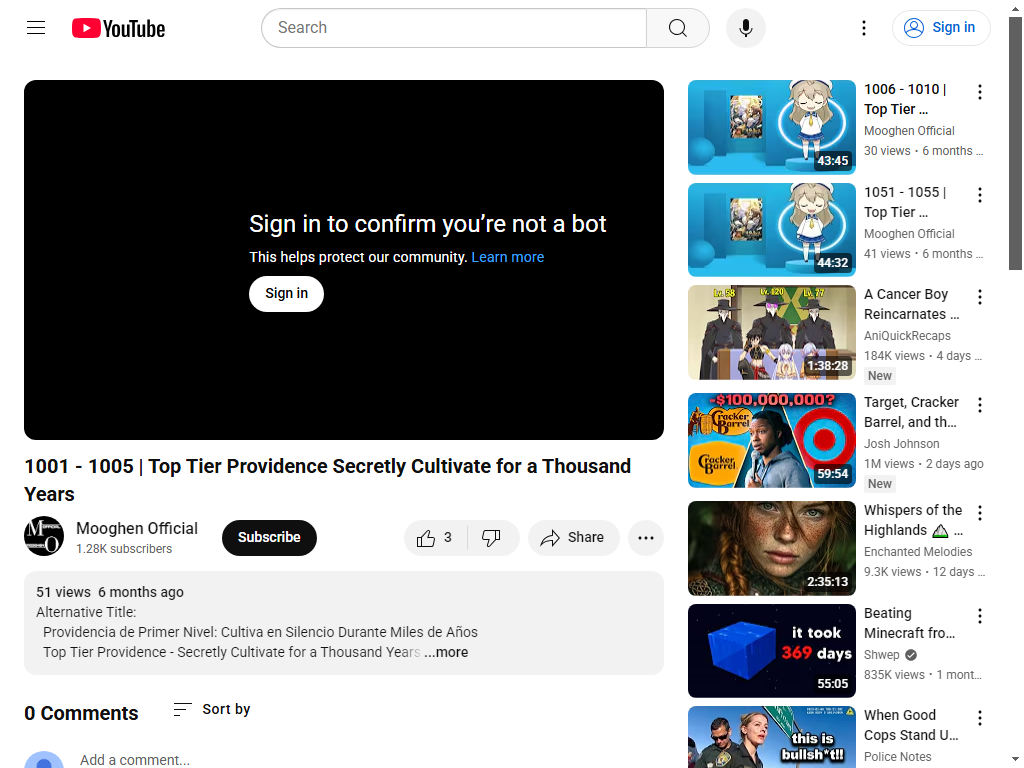 YouTube
Search
Sign in
Sign in to confirm you’re not a bot
This helps protect our community. Learn more
Sign in
1001 - 1005 | Top Tier Providence Secretly Cultivate for a Thousand
Years
Mooghen Official
1.28K subscribers
Subscribe
3
Share
51 views 6 months ago
Alternative Title:
Providencia de Primer Nivel: Cultiva en Silencio Durante Miles de Años
Top Tier Providence - Secretly Cultivate for a Thousand Years ...more
0 Comments
Sort by
Add a comment...
43:45
1006 - 1010 |
Top Tier ...
Mooghen Official
30 views • 6 months ...
44:32
1051 - 1055 |
Top Tier ...
Mooghen Official
41 views • 6 months ...
Lv. 58
Lv. 120
Lv. 77
1:38:28
A Cancer Boy
Reincarnates ...
AniQuickRecaps
184K views • 4 days ...
New
-$100,000,000?
Cracker
Barrel
Cracker
Barrel
59:54
Target, Cracker
Barrel, and th...
Josh Johnson
1M views • 2 days ago
New
2:35:13
Whispers of the
Highlands ...
Enchanted Melodies
9.3K views • 12 days ...
it took
369 days
55:05
Beating
Minecraft fro...
Shwep
835K views • 1 mont...
this is
bullsh*t!!
When Good
Cops Stand U...
Police Notes